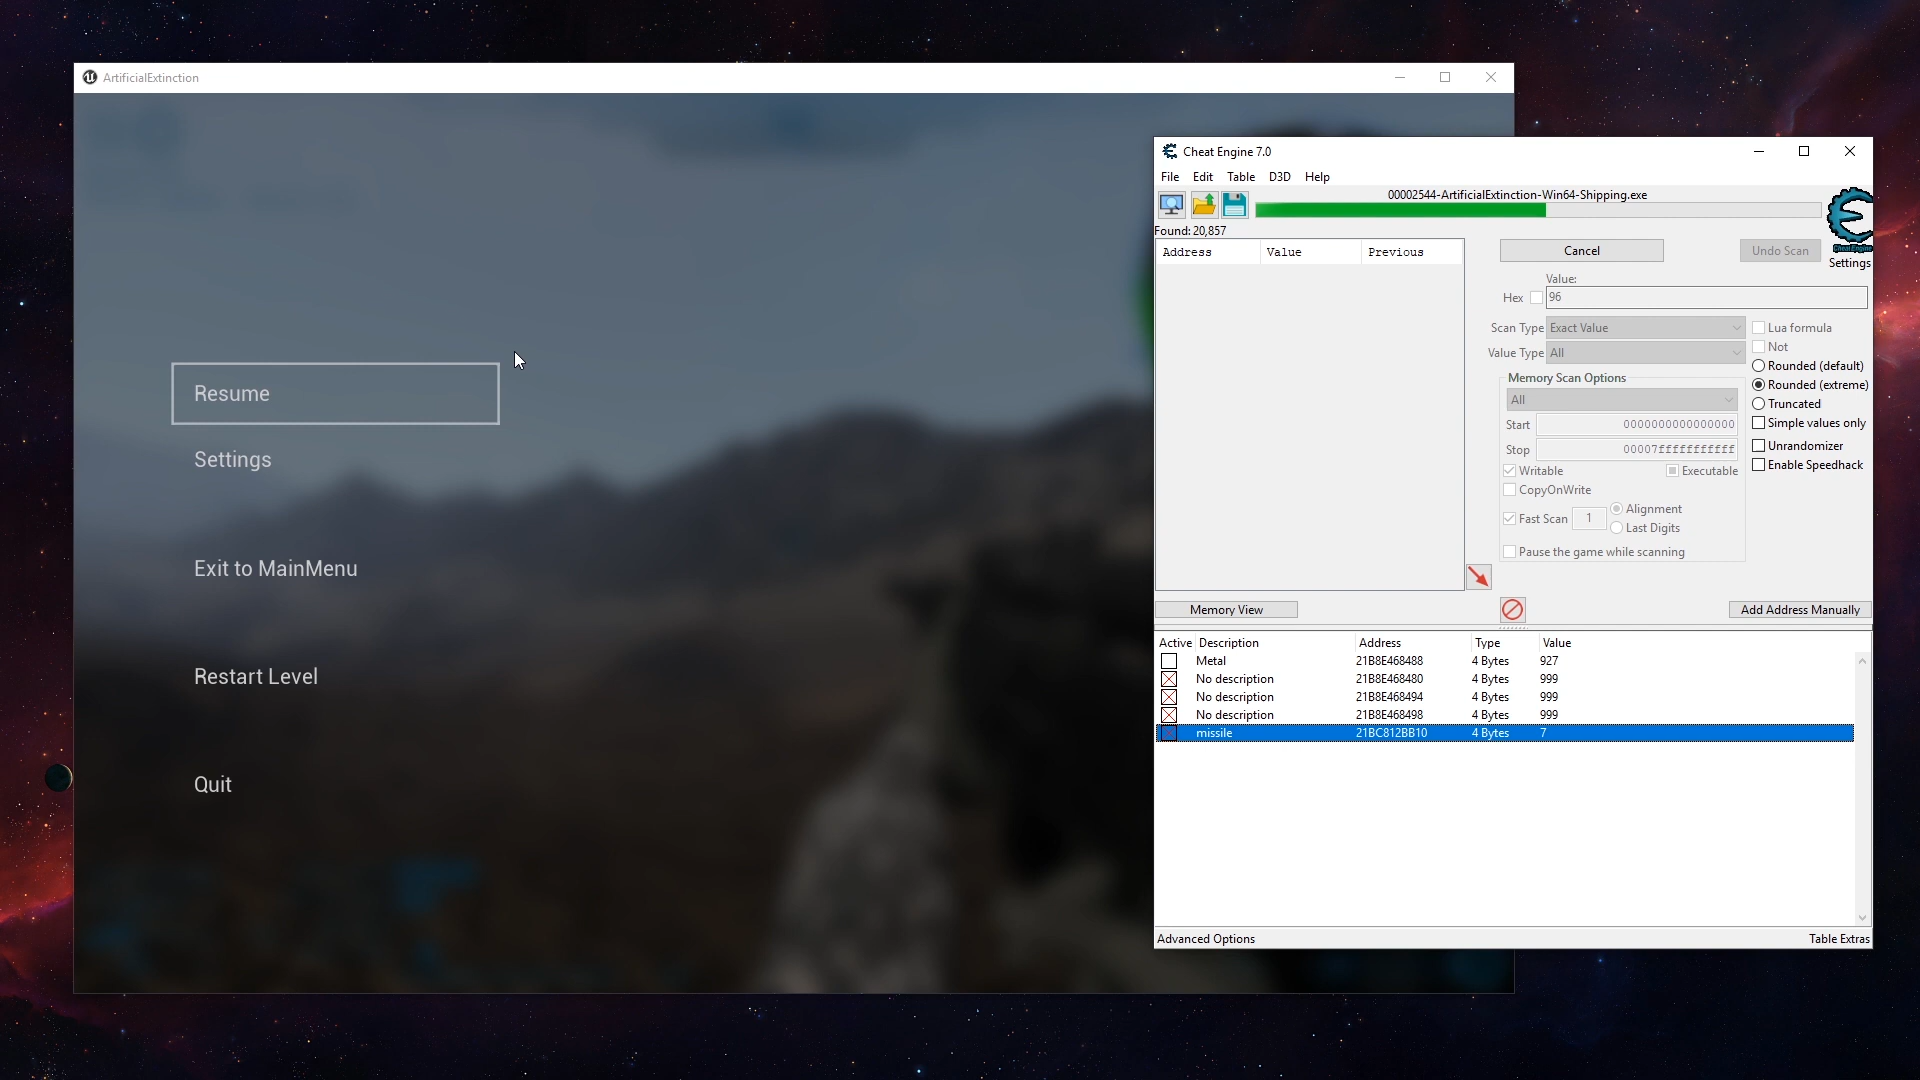 ArtificialExtinction
Resume
Settings
Exit to MainMenu
Restart Level
Quit
Cheat Engine 7.0
File Edit Table D3D Help
00002544-ArtificialExtinction-Win64-Shipping.exe
Found: 20,857
Address Value Previous
Cancel Undo Scan
Cheat Engine
Settings
Value:
Hex 96
Scan Type Exact Value Lua formula
Not
Value Type All
Rounded (default)
Memory Scan Options
Rounded (extreme)
All
Truncated
Start 0000000000000000
Simple values only
Stop 00007fffffffffff
Unrandomizer
Writable Executable
Enable Speedhack
CopyOnWrite
Fast Scan 1 Alignment
Last Digits
Pause the game while scanning
Memory View Add Address Manually
Active Description Address Type Value
Metal 21B8E468488 4 Bytes 927
No description 21B8E468480 4 Bytes 999
No description 21B8E468494 4 Bytes 999
No description 21B8E468498 4 Bytes 999
missile 21BC812BB10 4 Bytes 7
Advanced Options Table Extras